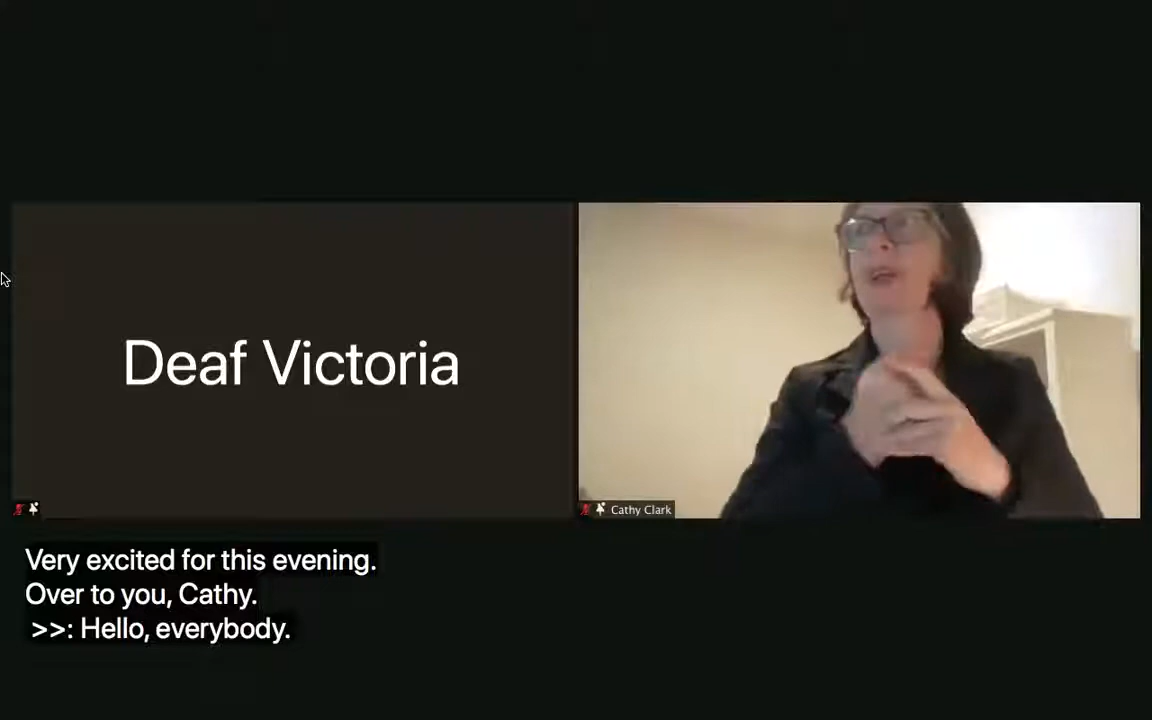 Deaf Victoria
Cathy Clark
Very excited for this evening.
Over to you, Cathy.
>>: Hello, everybody.